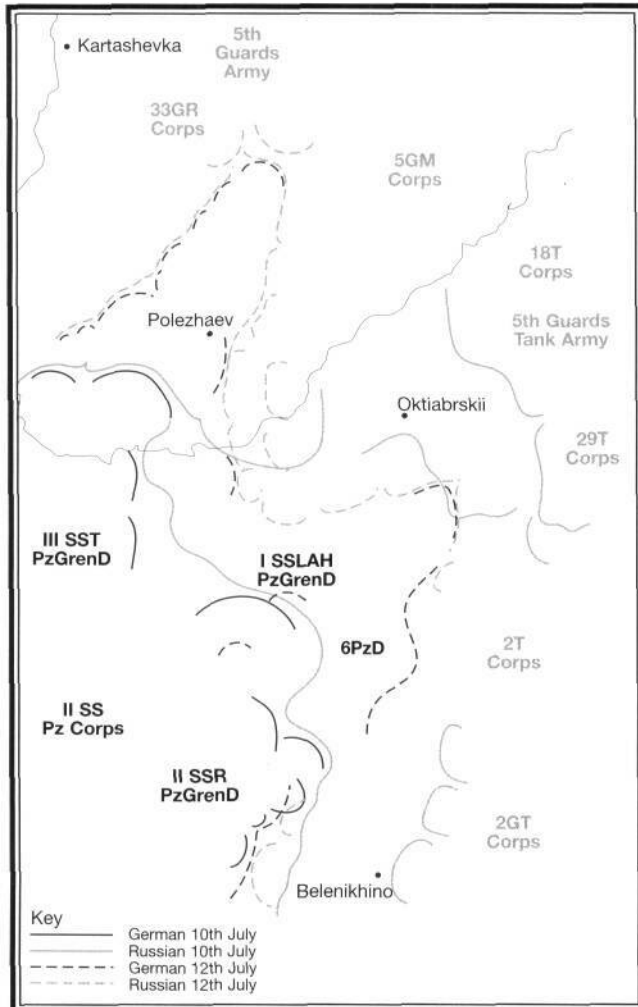 Kartashevka
5th
Guards
Army
33GR
Corps
5GM
Corps
18T
Corps
5th Guards
Tank Army
Polezhaev
Oktiabrskii
29T
Corps
III SST
PzGrenD
I SSLAH
PzGrenD
6PzD
2T
Corps
II SS
Pz Corps
II SSR
PzGrenD
2GT
Corps
Belenikhino
Key
German 10th July
Russian 10th July
German 12th July
Russian 12th July